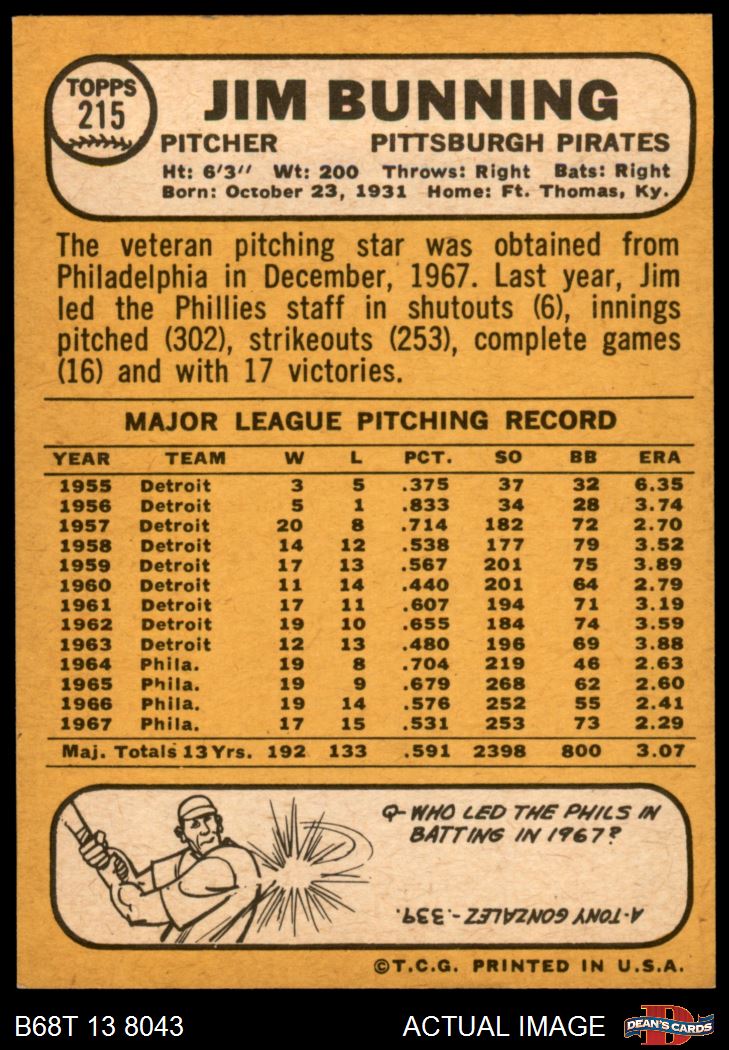 TOPPS
215
JIM BUNNING
PITCHER PITTSBURGH PIRATES
Ht: 6'3" Wt: 200 Throws: Right Bats: Right
Born: October 23, 1931 Home: Ft. Thomas, Ky.
The veteran pitching star was obtained from
Philadelphia in December, 1967. Last year, Jim
led the Phillies staff in shutouts (6), innings
pitched (302), strikeouts (253), complete games
(16) and with 17 victories.
MAJOR LEAGUE PITCHING RECORD
YEAR TEAM W L PCT. SO BB ERA
1955 Detroit 3 5 .375 37 32 6.35
1956 Detroit 5 1 .833 34 28 3.74
1957 Detroit 20 8 .714 182 72 2.70
1958 Detroit 14 12 .538 177 79 3.52
1959 Detroit 17 13 .567 201 75 3.89
1960 Detroit 11 14 .440 201 64 2.79
1961 Detroit 17 11 .607 194 71 3.19
1962 Detroit 19 10 .655 184 74 3.59
1963 Detroit 12 13 .480 196 69 3.88
1964 Phila. 19 8 .704 219 46 2.63
1965 Phila. 19 9 .679 268 62 2.60
1966 Phila. 19 14 .576 252 55 2.41
1967 Phila. 17 15 .531 253 73 2.29
Maj. Totals 13 Yrs. 192 133 .591 2398 800 3.07
Q-WHO LED THE PHILS IN
BATTING IN 1967?
A-TONY GONZALEZ.-.339.
©T.C.G. PRINTED IN U.S.A.
B68T 13 8043 ACTUAL IMAGE DEAN'S CARDS